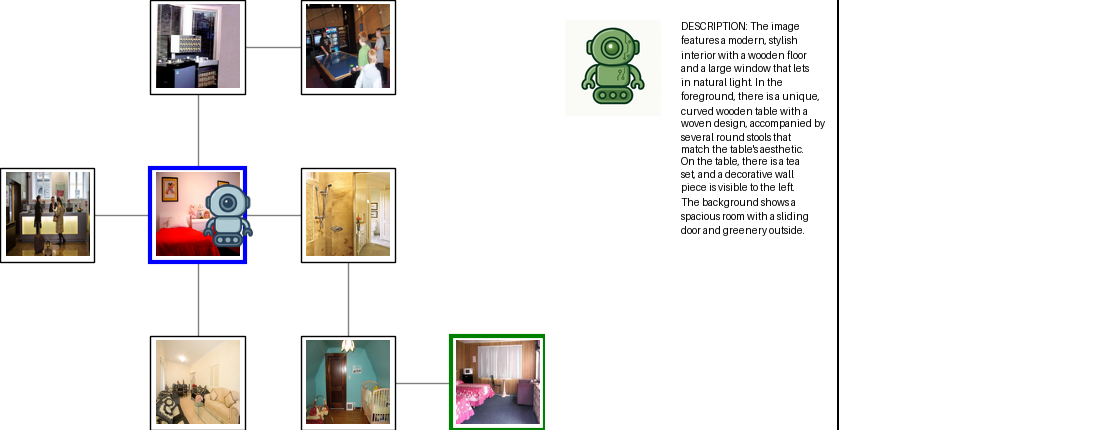 DESCRIPTION: The image
features a modern, stylish
interior with a wooden floor
and a large window that lets
in natural light. In the
foreground, there is a unique,
curved wooden table with a
woven design, accompanied by
several round stools that
match the table's aesthetic.
On the table, there is a tea
set, and a decorative wall
piece is visible to the left.
The background shows a
spacious room with a sliding
door and greenery outside.